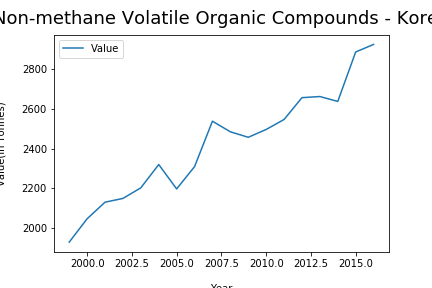 Non-methane Volatile Organic Compounds - Kore
Value
2800
2600
2400
2200
2000
Value(in Tonnes)
2000.0 2002.5 2005.0 2007.5 2010.0 2012.5 2015.0
Year